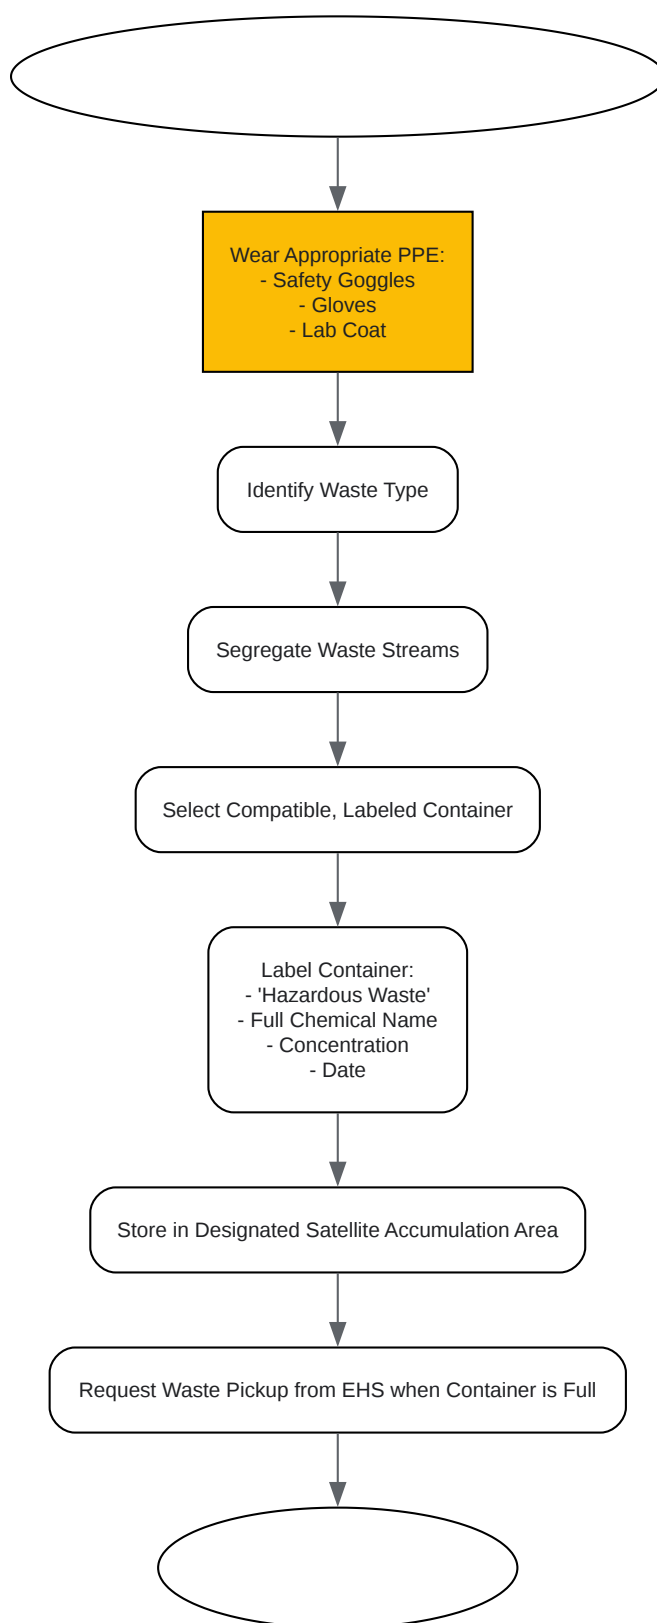 Wear Appropriate PPE:
- Safety Goggles
- Gloves
- Lab Coat
Identify Waste Type
Segregate Waste Streams
Select Compatible, Labeled Container
Label Container:
- 'Hazardous Waste'
- Full Chemical Name
- Concentration
- Date
Store in Designated Satellite Accumulation Area
Request Waste Pickup from EHS when Container is Full